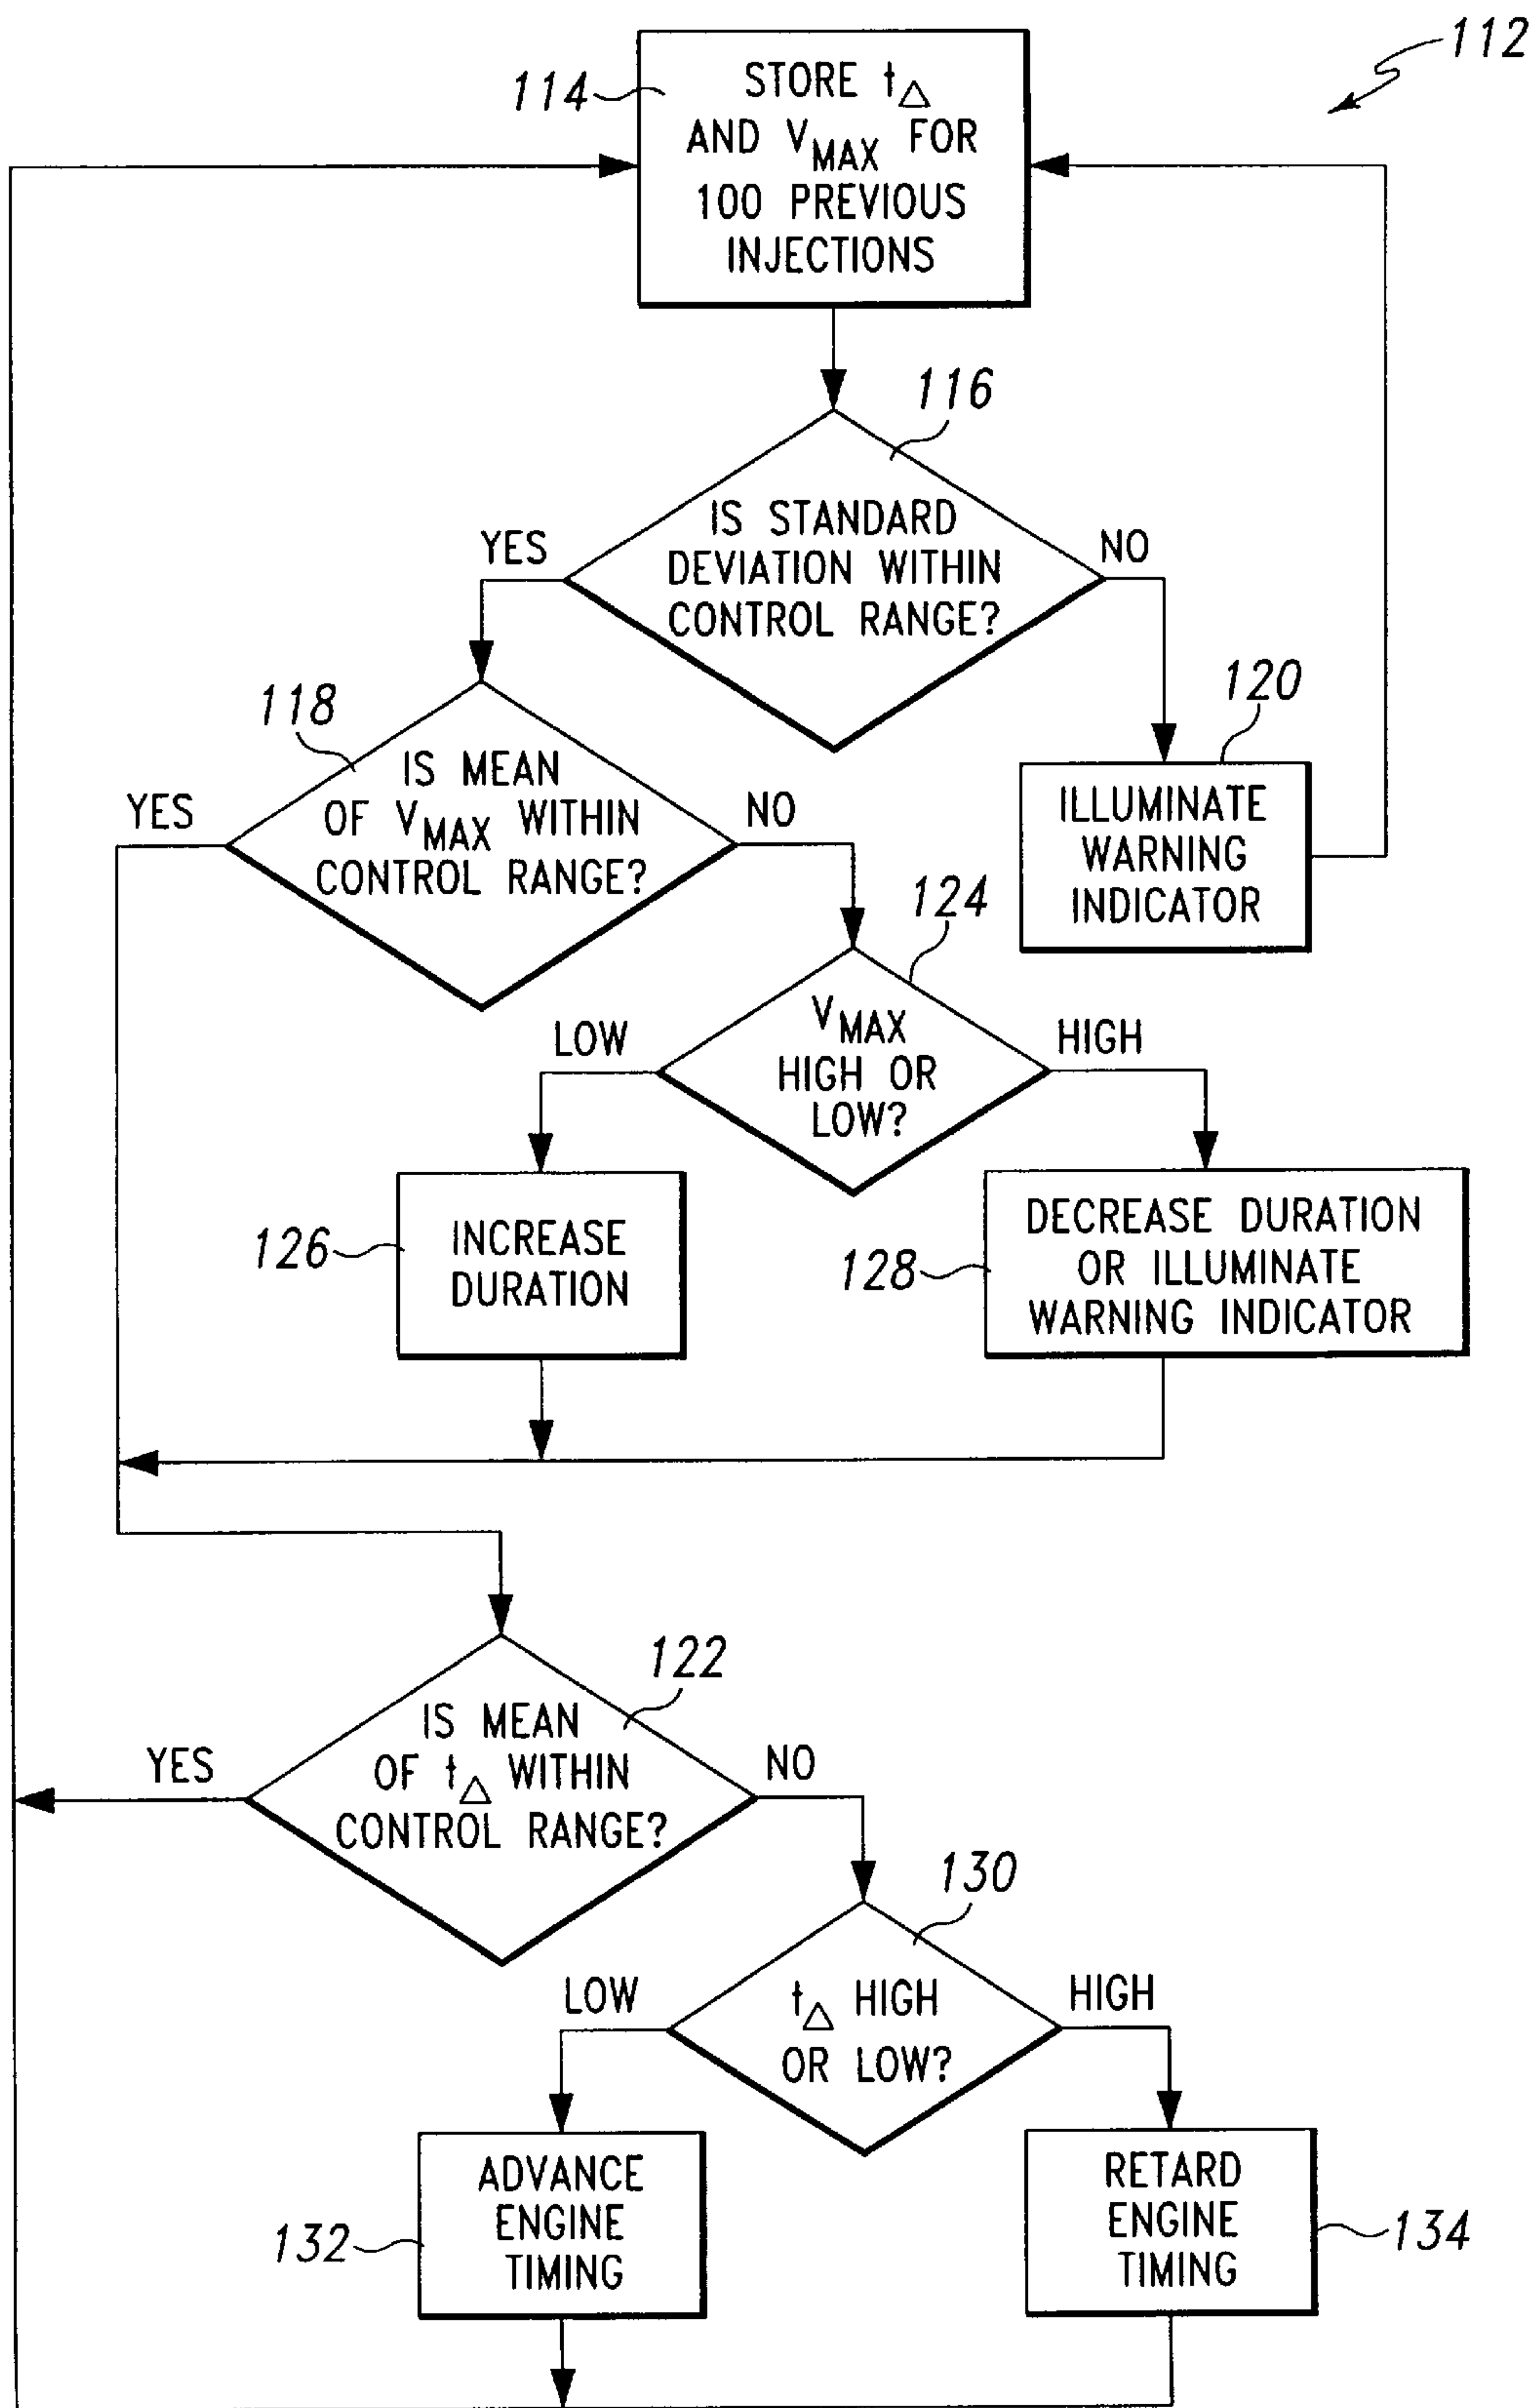 112
114
STORE t△
AND VMAX FOR
100 PREVIOUS
INJECTIONS
116
IS STANDARD
DEVIATION WITHIN
CONTROL RANGE?
YES
NO
118
IS MEAN
OF VMAX WITHIN
CONTROL RANGE?
YES
NO
120
ILLUMINATE
WARNING
INDICATOR
124
VMAX
HIGH OR
LOW?
LOW
HIGH
126
INCREASE
DURATION
128
DECREASE DURATION
OR ILLUMINATE
WARNING INDICATOR
122
IS MEAN
OF t△ WITHIN
CONTROL RANGE?
YES
NO
130
t△ HIGH
OR LOW?
LOW
HIGH
132
ADVANCE
ENGINE
TIMING
RETARD
ENGINE
TIMING
134